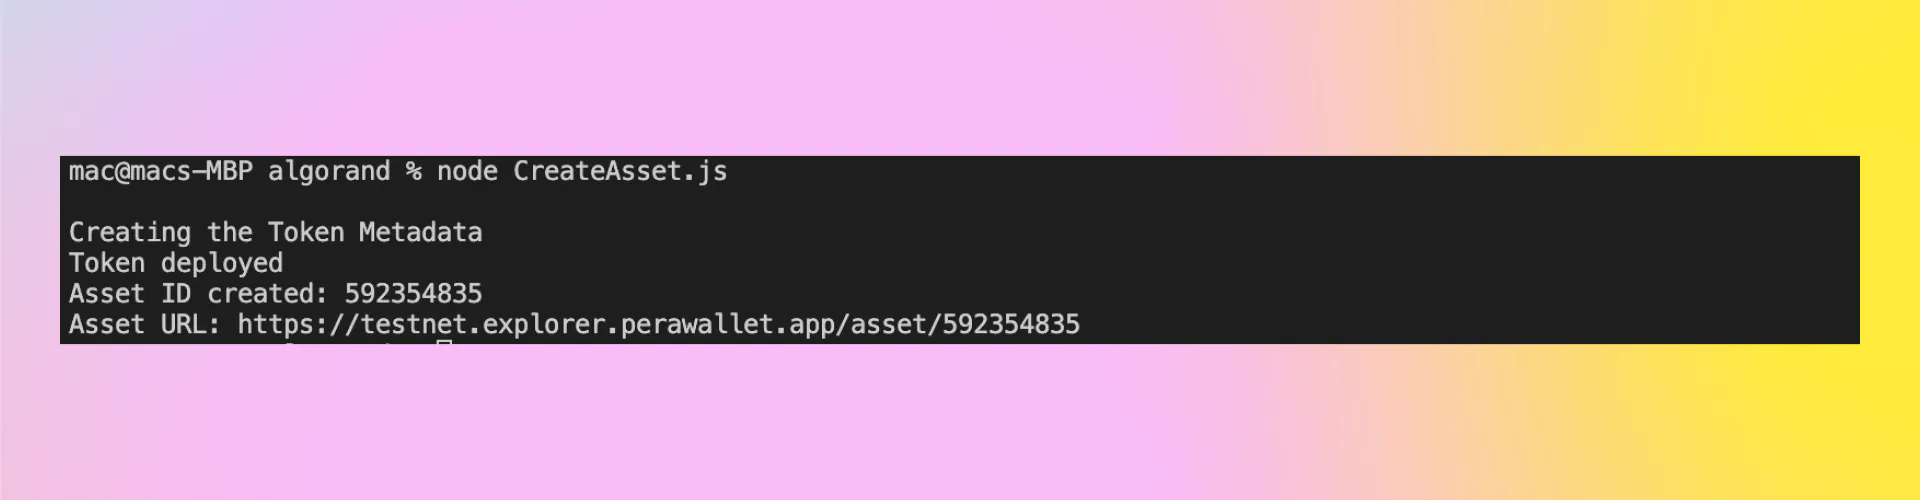 mac@macs-MBP algorand % node CreateAsset.js
Creating the Token Metadata
Token deployed
Asset ID created: 592354835
Asset URL: https://testnet.explorer.perawallet.app/asset/592354835